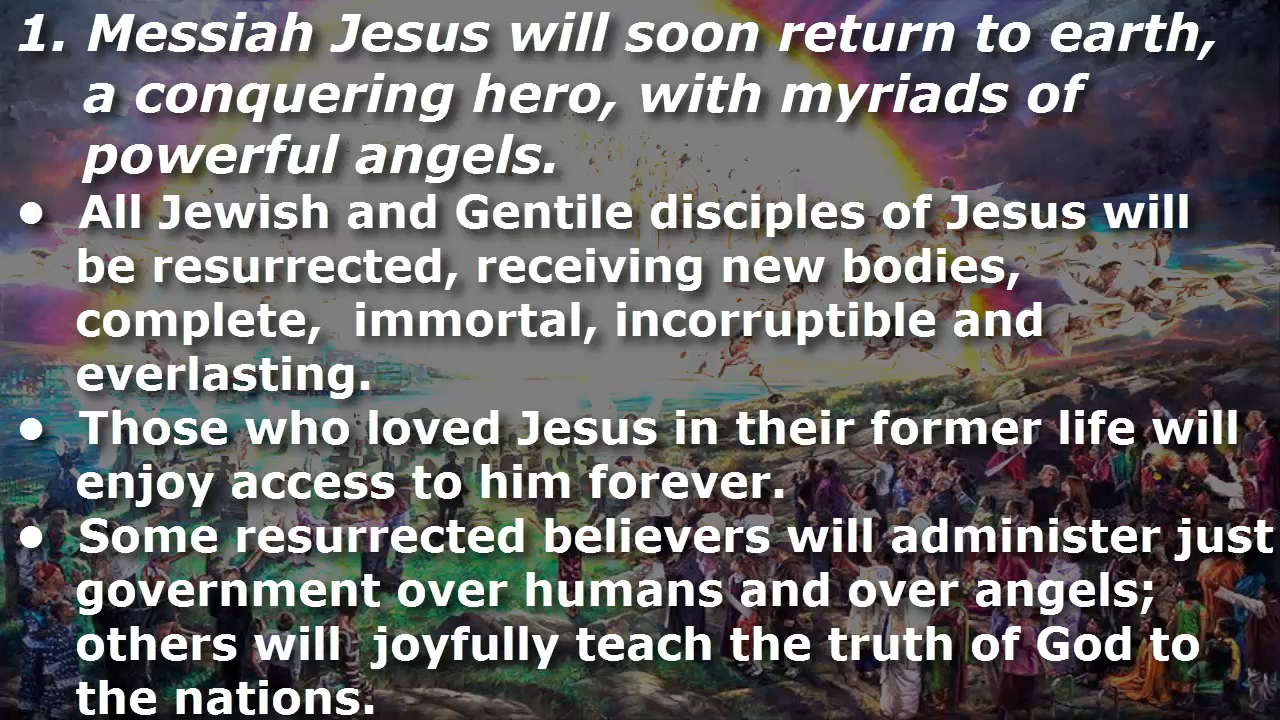 1. Messiah Jesus will soon return to earth,
a conquering hero, with myriads of
powerful angels.
● All Jewish and Gentile disciples of Jesus will
be resurrected, receiving new bodies,
complete, immortal, incorruptible and
everlasting.
● Those who loved Jesus in their former life will
enjoy access to him forever.
● Some resurrected believers will administer just
government over humans and over angels;
others will joyfully teach the truth of God to
the nations.